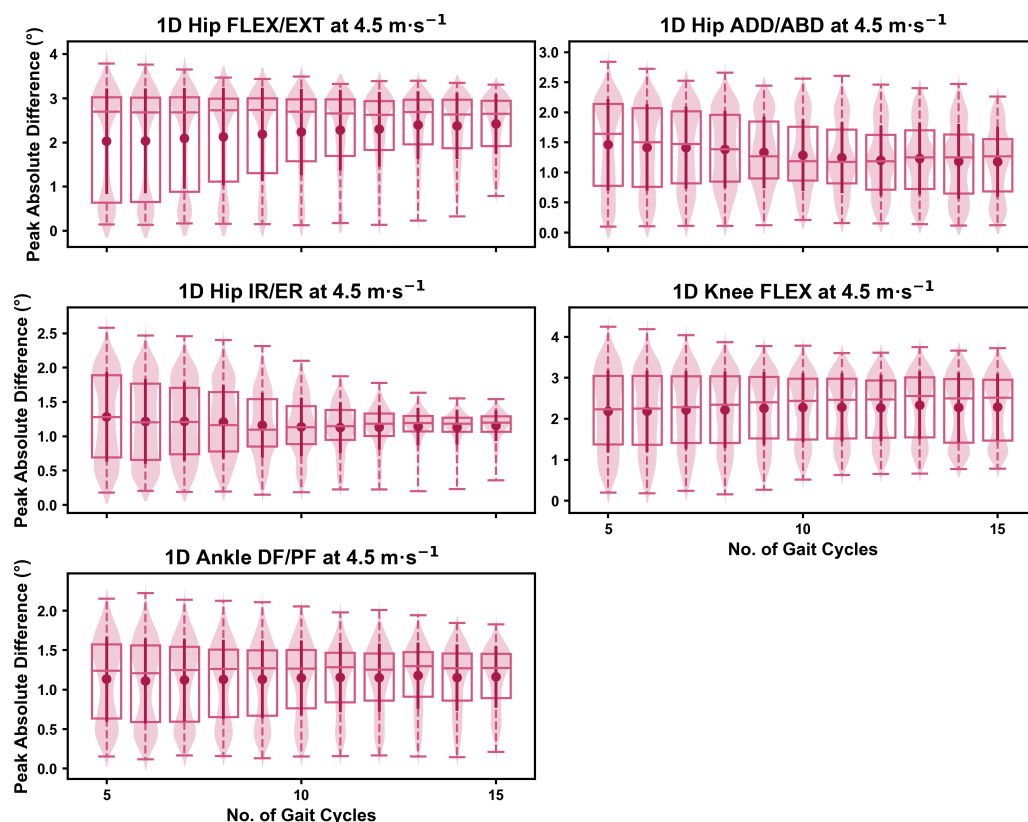 1D Hip FLEX/EXT at 4.5 m·s⁻¹
Peak Absolute Difference (°)
4
3
2
1
0
1D Hip ADD/ABD at 4.5 m·s⁻¹
3.0
2.5
2.0
1.5
1.0
0.5
0.0
1D Hip IR/ER at 4.5 m·s⁻¹
Peak Absolute Difference (°)
2.5
2.0
1.5
1.0
0.5
0.0
1D Knee FLEX at 4.5 m·s⁻¹
4
3
2
1
0
5 10 15
No. of Gait Cycles
1D Ankle DF/PF at 4.5 m·s⁻¹
Peak Absolute Difference (°)
2.0
1.5
1.0
0.5
0.0
5 10 15
No. of Gait Cycles